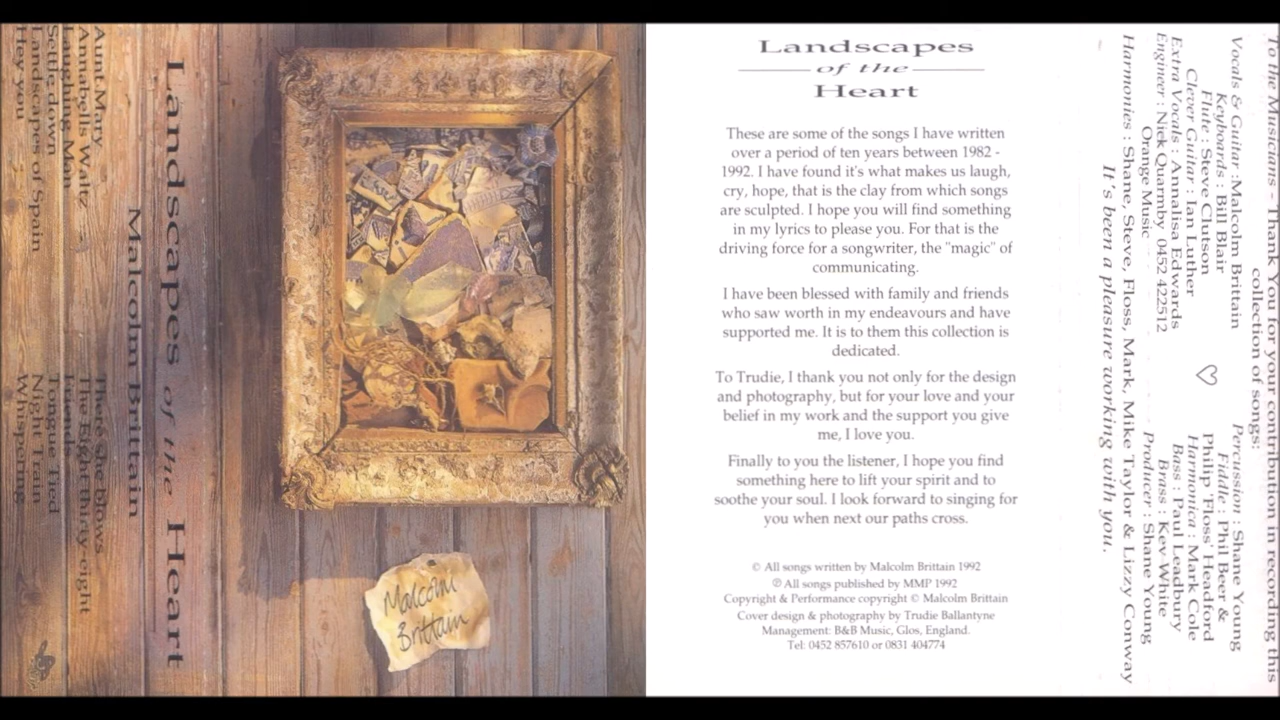 Aunt Mary
Annabells Waltz
Laughing Man
Settle down
Landscapes of Spain
Hey you
There she blows
The Eight thirty-eight
Friends
Tongue Tied
Night Train
Whispering
Landscapes of the Heart
Malcolm Brittain
Malcolm
Brittain
Landscapes
of the
Heart
These are some of the songs I have written
over a period of ten years between 1982 -
1992. I have found it's what makes us laugh,
cry, hope, that is the clay from which songs
are sculpted. I hope you will find something
in my lyrics to please you. For that is the
driving force for a songwriter, the "magic" of
communicating.
I have been blessed with family and friends
who saw worth in my endeavours and have
supported me. It is to them this collection is
dedicated.
To Trudie, I thank you not only for the design
and photography, but for your love and your
belief in my work and the support you give
me, I love you.
Finally to you the listener, I hope you find
something here to lift your spirit and to
soothe your soul. I look forward to singing for
you when next our paths cross.
© All songs written by Malcolm Brittain 1992
℗ All songs published by MMP 1992
Copyright & Performance copyright © Malcolm Brittain
Cover design & photography by Trudie Ballantyne
Management: B&B Music, Glos, England.
Tel: 0452 857610 or 0831 404774
To the Musicians - Thank You for your contribution in recording this
collection of songs:
Vocals & Guitar : Malcolm Brittain
Keyboards : Bill Blair
Flute : Steve Clutson
Clever Guitar : Ian Luther
Extra Vocals : Annalisa Edwards
Engineer : Nick Quarmby 0452 422512
Orange Music
Percussion : Shane Young
Fiddle : Phil Beer &
Philip 'Floss' Headford
Harmonica : Mark Cole
Bass : Paul Leadbury
Brass : Kev White
Producer : Shane Young
Harmonies : Shane, Steve, Floss, Mark, Mike Taylor & Lizzy Conway
It's been a pleasure working with you.